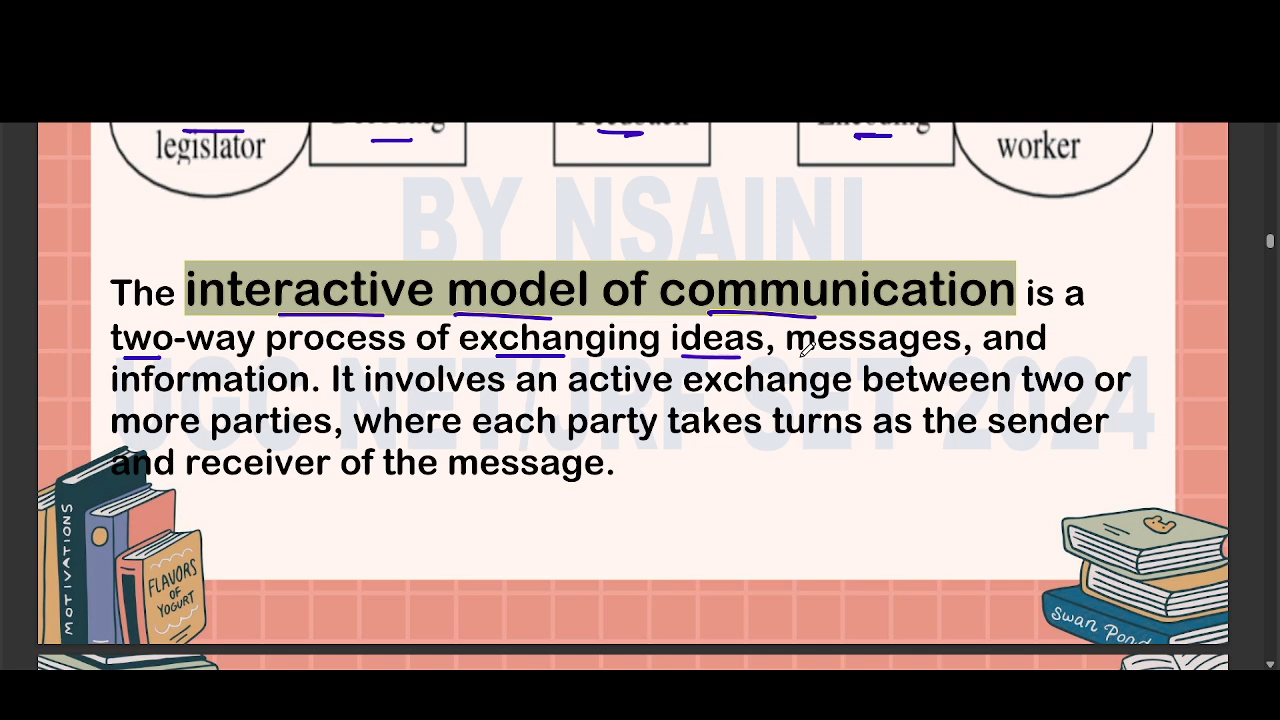 legislator
Feedback
Encoding
worker
BY NSAINI
The interactive model of communication is a
two-way process of exchanging ideas, messages, and
information. It involves an active exchange between two or
more parties, where each party takes turns as the sender
and receiver of the message.
UGC NET/JRF SET 2024
MOTIVATIONS
FLAVORS
OF
YOGURT
Swan Pond